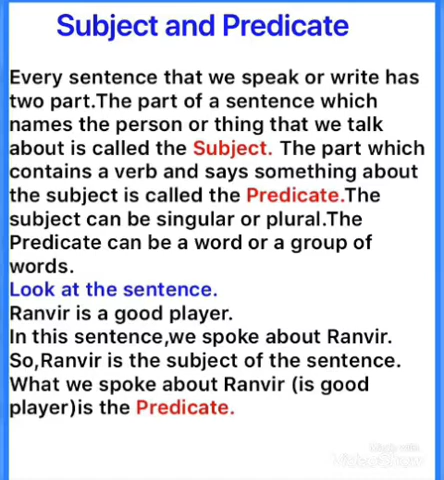 Subject and Predicate
Every sentence that we speak or write has
two part.The part of a sentence which
names the person or thing that we talk
about is called the Subject. The part which
contains a verb and says something about
the subject is called the Predicate.The
subject can be singular or plural.The
Predicate can be a word or a group of
words.
Look at the sentence.
Ranvir is a good player.
In this sentence,we spoke about Ranvir.
So,Ranvir is the subject of the sentence.
What we spoke about Ranvir (is good
player)is the Predicate.
Made with
VideoShow